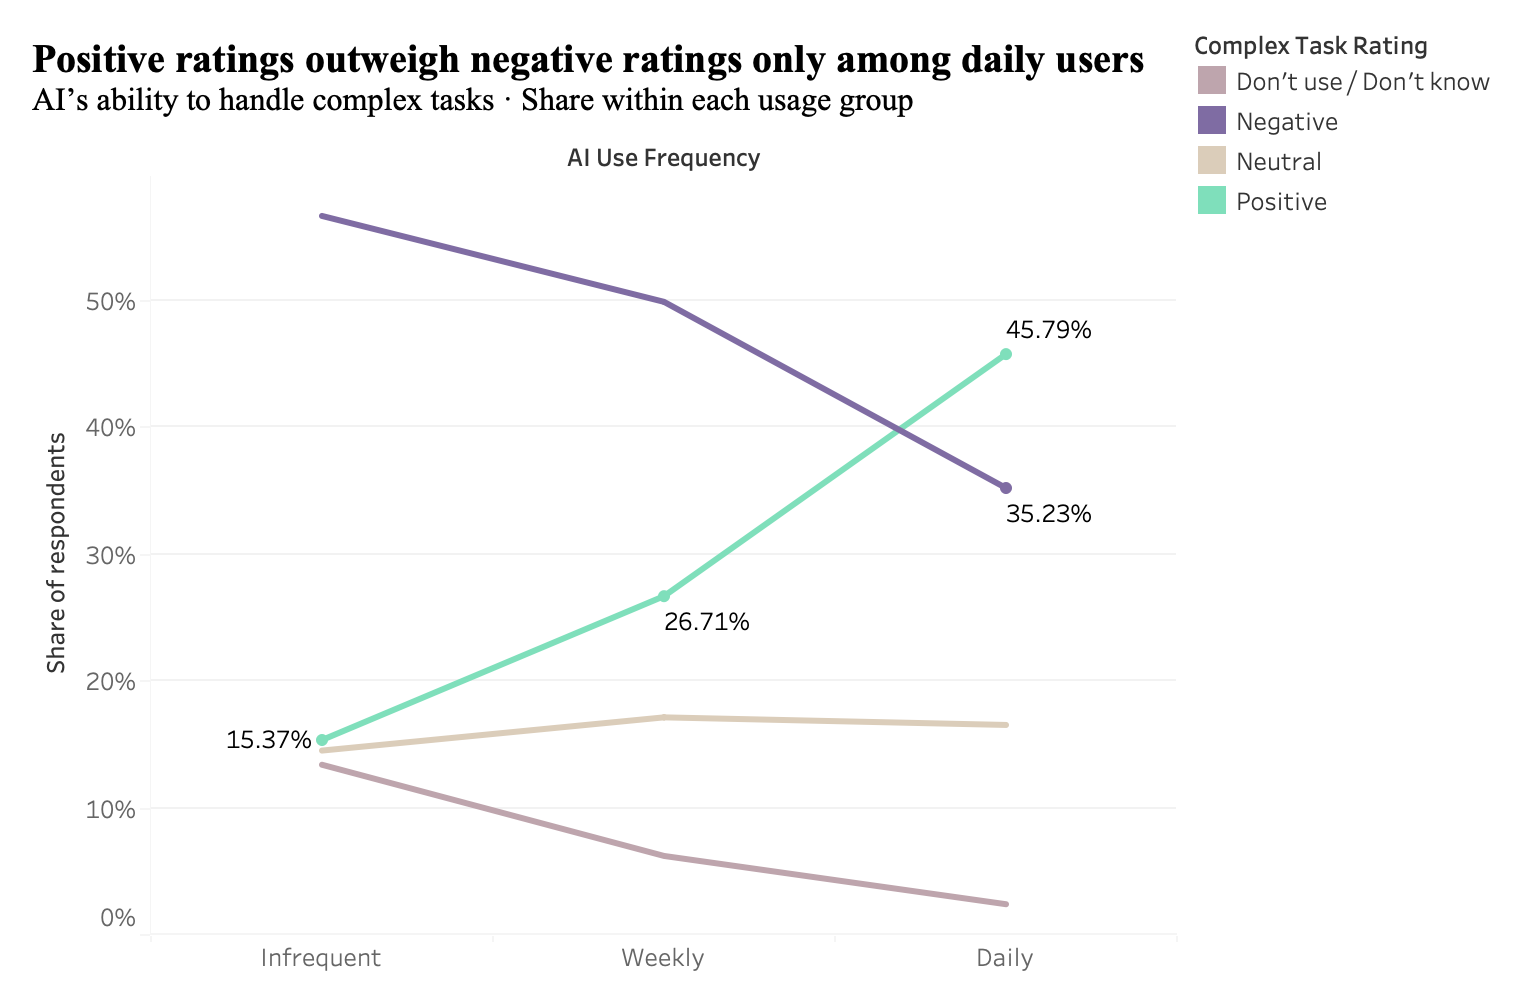 Positive ratings outweigh negative ratings only among daily users
AI’s ability to handle complex tasks · Share within each usage group
Complex Task Rating
Don’t use / Don’t know
Negative
Neutral
Positive
AI Use Frequency
Share of respondents
50%
40%
30%
20%
10%
0%
45.79%
35.23%
26.71%
15.37%
Infrequent
Weekly
Daily